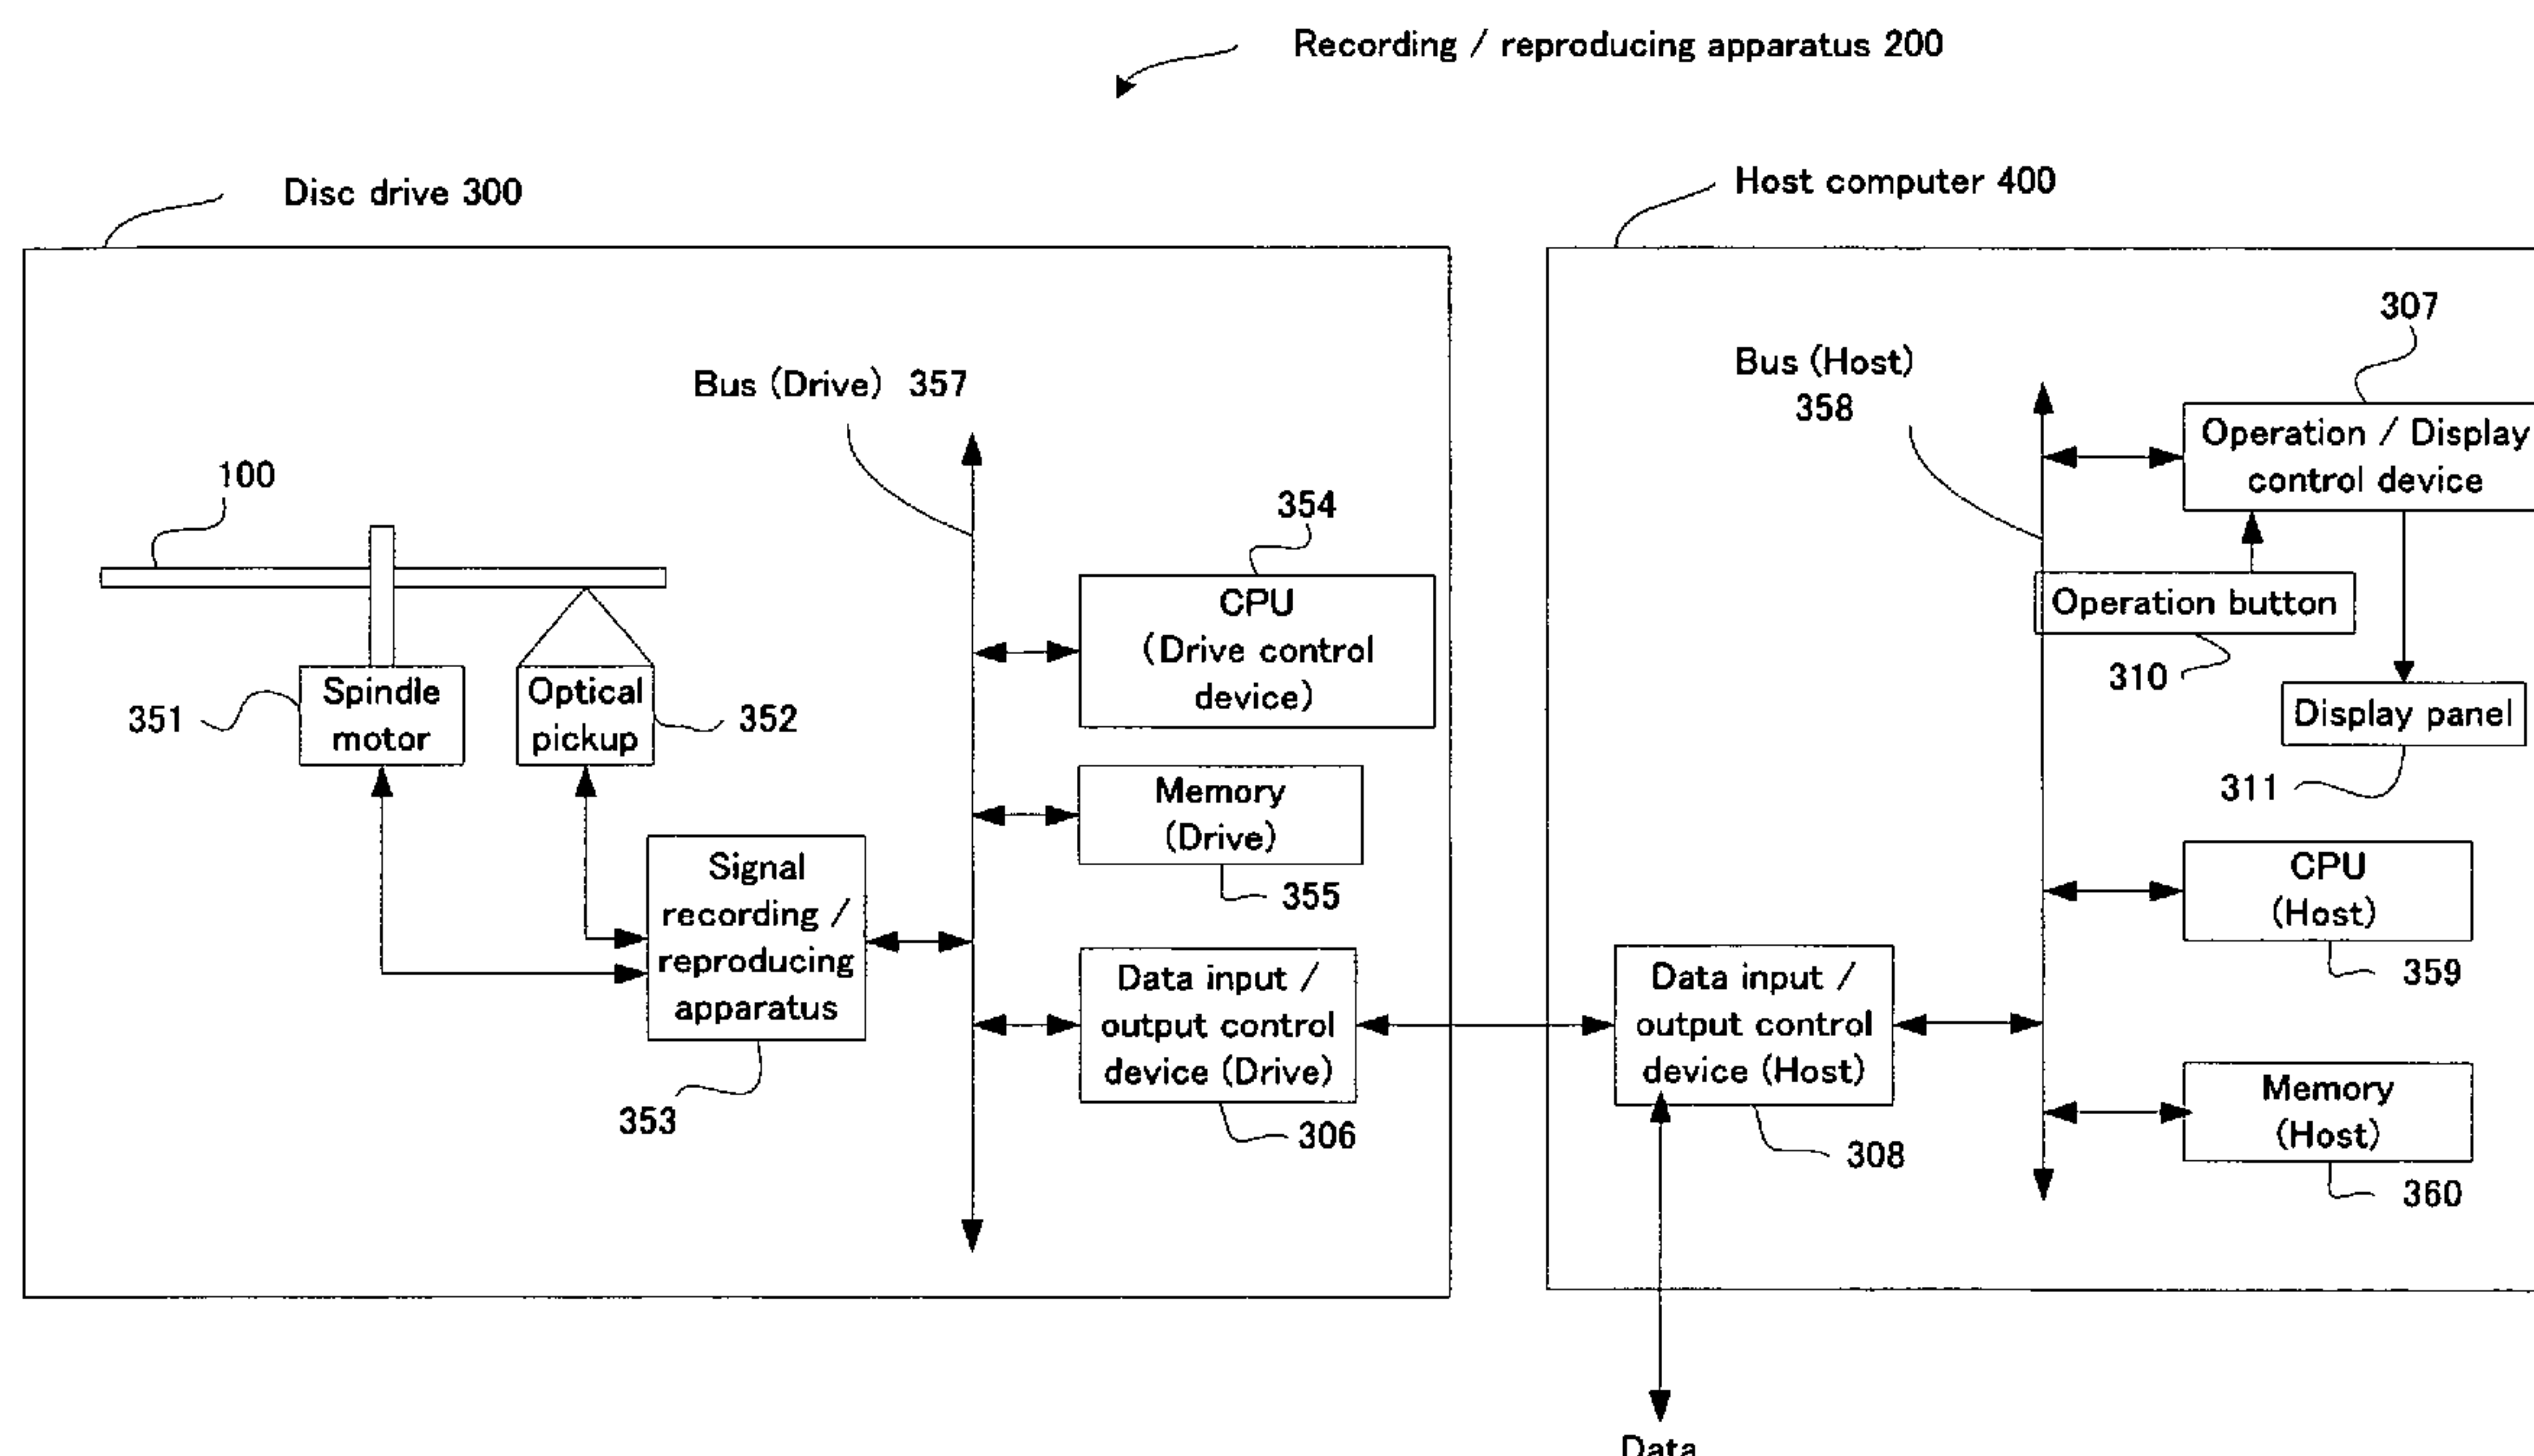 Recording / reproducing apparatus 200
Disc drive 300
Host computer 400
Bus (Drive) 357
100
351
Spindle
motor
Optical
pickup
352
Signal
recording /
reproducing
apparatus
353
354
CPU
(Drive control
device)
Memory
(Drive)
355
Data input /
output control
device (Drive)
306
Bus (Host)
358
307
Operation / Display
control device
Operation button
310
Display panel
311
CPU
(Host)
359
Data input /
output control
device (Host)
308
Memory
(Host)
360
Data